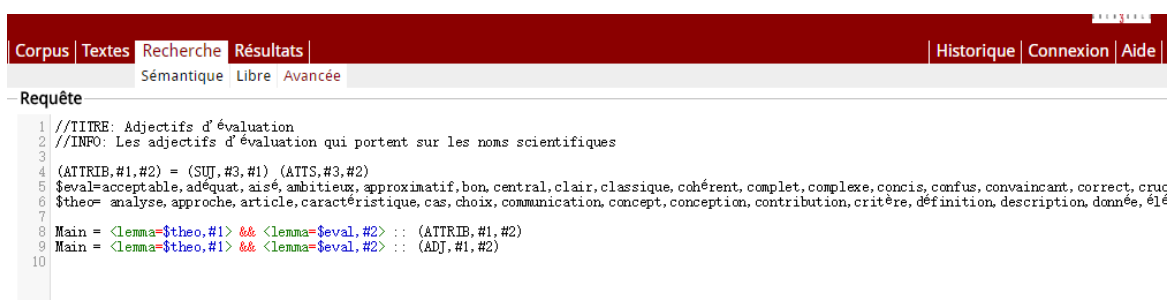 Corpus Textes Recherche Résultats Historique Connexion Aide
Sémantique Libre Avancée
Requête
1 //TITRE: Adjectifs d'évaluation
2 //INFO: Les adjectifs d'évaluation qui portent sur les noms scientifiques
3
4 (ATTRIB,#1,#2) = (SUJ,#3,#1) (ATTS,#3,#2)
5 $eval=acceptable,adéquat,aisé,ambitieux,approximatif,bon,central,clair,classique,cohérent,complet,complexe,concis,confus,convaincant,correct,cruc
6 $theo= analyse,approche,article,caractéristique,cas,choix,communication,concept,conception,contribution,critère,définition,description,donnée,élé
7
8 Main = <lemma=$theo,#1> && <lemma=$eval,#2> :: (ATTRIB,#1,#2)
9 Main = <lemma=$theo,#1> && <lemma=$eval,#2> :: (ADJ,#1,#2)
10